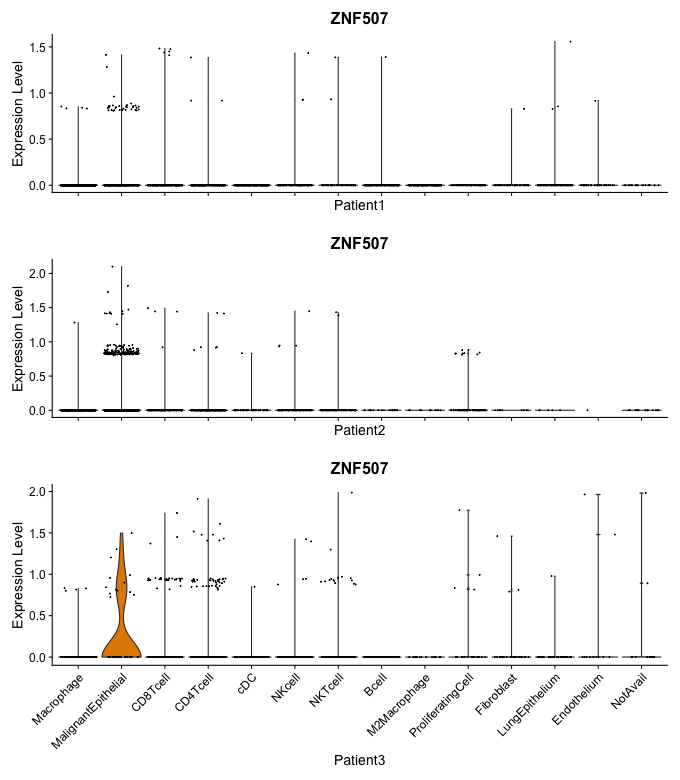 ZNF507
Expression Level
1.5
1.0
0.5
0.0
Patient1
ZNF507
Expression Level
2.0
1.5
1.0
0.5
0.0
Patient2
ZNF507
Expression Level
2.0
1.5
1.0
0.5
0.0
Macrophage
MalignantEpithelial
CD8Tcell
CD4Tcell
cDC
NKcell
NKTcell
Bcell
M2Macrophage
ProliferatingCell
Fibroblast
LungEpithelium
Endothelium
NotAvail
Patient3